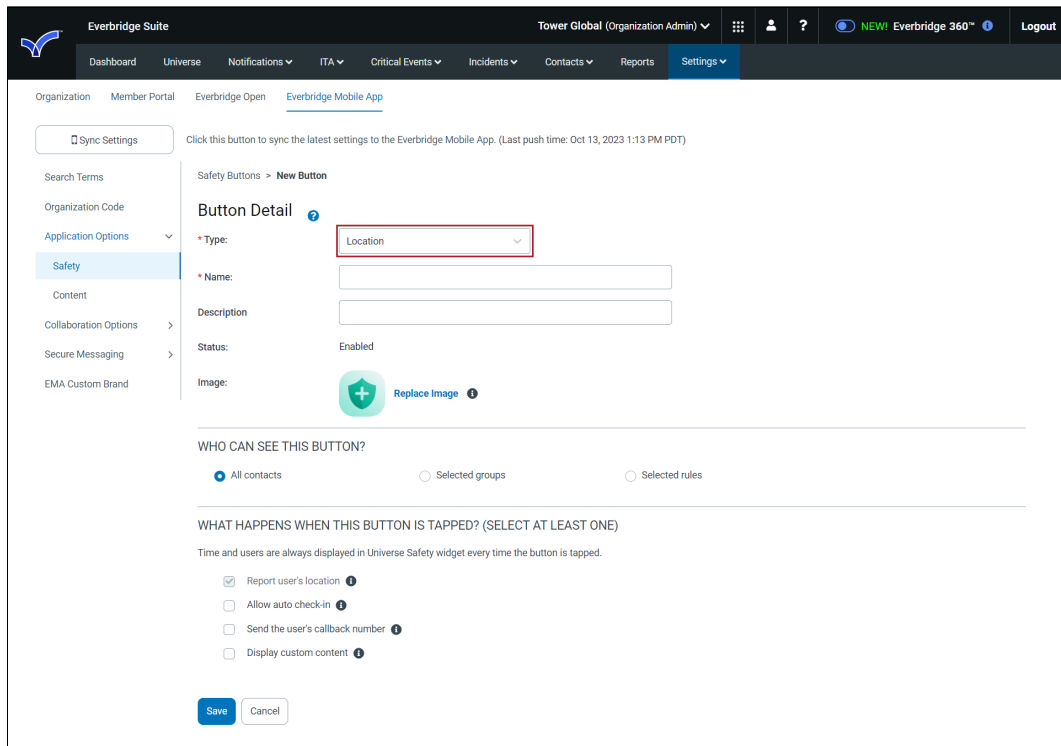 Everbridge Suite
Tower Global (Organization Admin)
?
NEW! Everbridge 360™
Logout
Dashboard Universe Notifications ITA Critical Events Incidents Contacts Reports Settings
Organization Member Portal Everbridge Open Everbridge Mobile App
Sync Settings
Click this button to sync the latest settings to the Everbridge Mobile App. (Last push time: Oct 13, 2023 1:13 PM PDT)
Search Terms
Organization Code
Application Options
Safety
Content
Collaboration Options
Secure Messaging
EMA Custom Brand
Safety Buttons > New Button
Button Detail ?
* Type: Location
* Name:
Description
Status: Enabled
Image: Replace Image i
WHO CAN SEE THIS BUTTON?
All contacts Selected groups Selected rules
WHAT HAPPENS WHEN THIS BUTTON IS TAPPED? (SELECT AT LEAST ONE)
Time and users are always displayed in Universe Safety widget every time the button is tapped.
Report user's location i
Allow auto check-in i
Send the user's callback number i
Display custom content i
Save Cancel